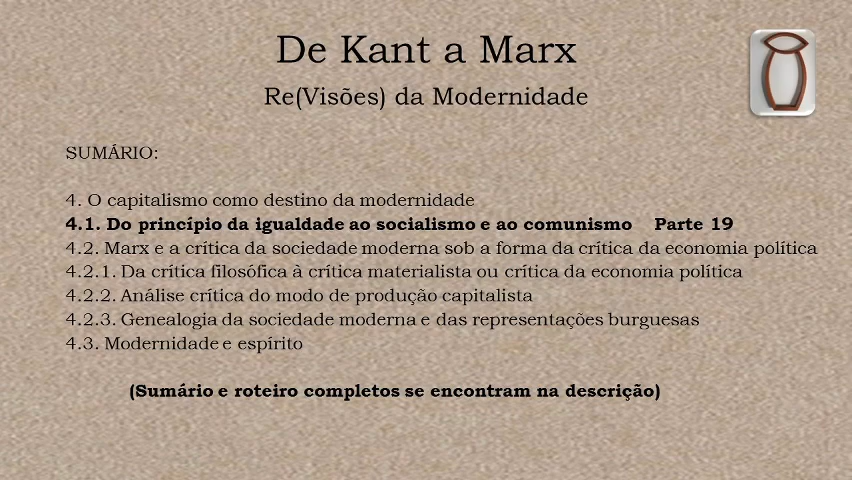 De Kant a Marx
Re(Visões) da Modernidade
SUMÁRIO:
4. O capitalismo como destino da modernidade
4.1. Do princípio da igualdade ao socialismo e ao comunismo Parte 19
4.2. Marx e a crítica da sociedade moderna sob a forma da crítica da economia política
4.2.1. Da crítica filosófica à crítica materialista ou crítica da economia política
4.2.2. Análise crítica do modo de produção capitalista
4.2.3. Genealogia da sociedade moderna e das representações burguesas
4.3. Modernidade e espírito
(Sumário e roteiro completos se encontram na descrição)